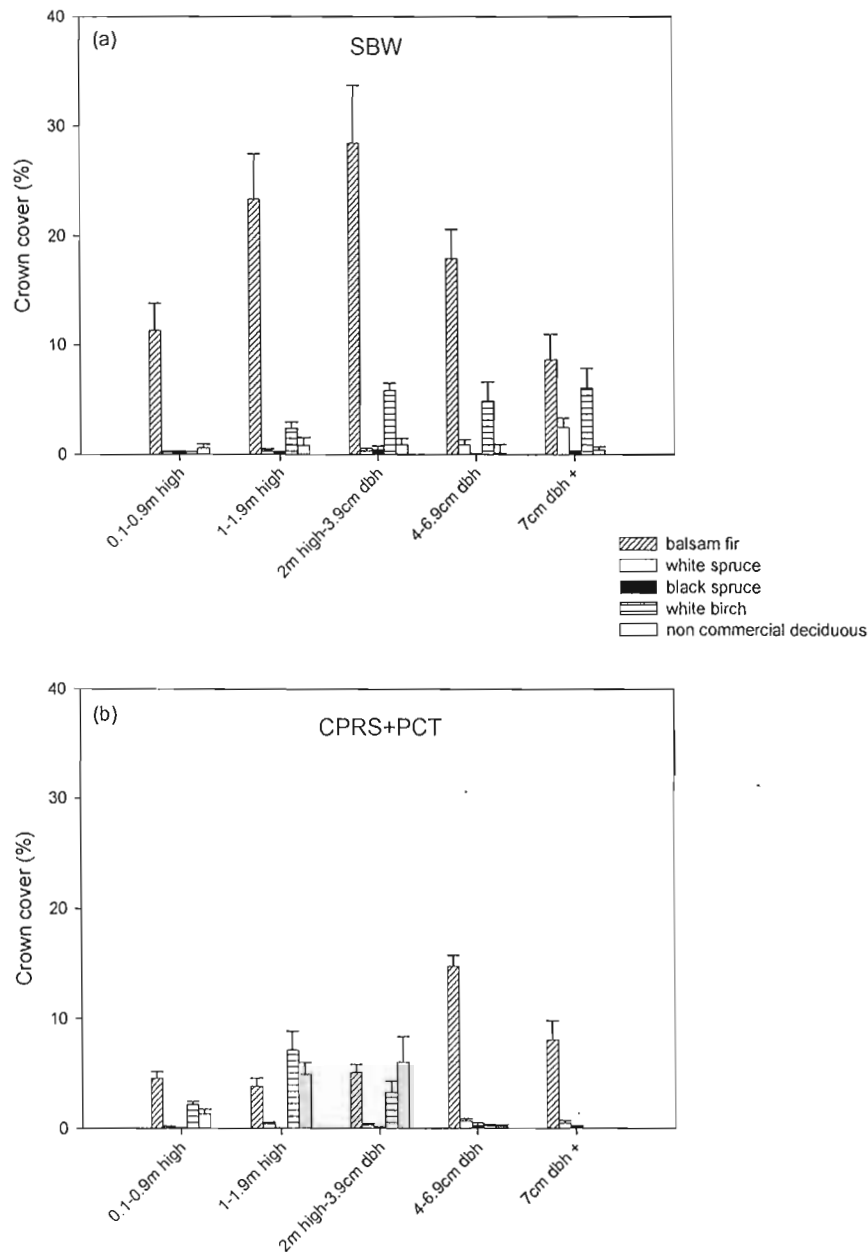 (a)
SBW
40
30
20
10
0
Crown cover (%)
0.1-0.9m high
1-1.9m high
2m high-3.9cm dbh
4-6.9cm dbh
7cm dbh +
balsam fir
white spruce
black spruce
white birch
non commercial deciduous
(b)
CPRS+PCT
40
30
20
10
0
Crown cover (%)
0.1-0.9m high
1-1.9m high
2m high-3.9cm dbh
4-6.9cm dbh
7cm dbh +